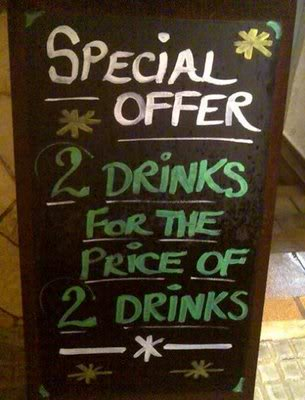 SPECIAL
OFFER
2 DRINKS
FOR THE
PRICE OF
2 DRINKS